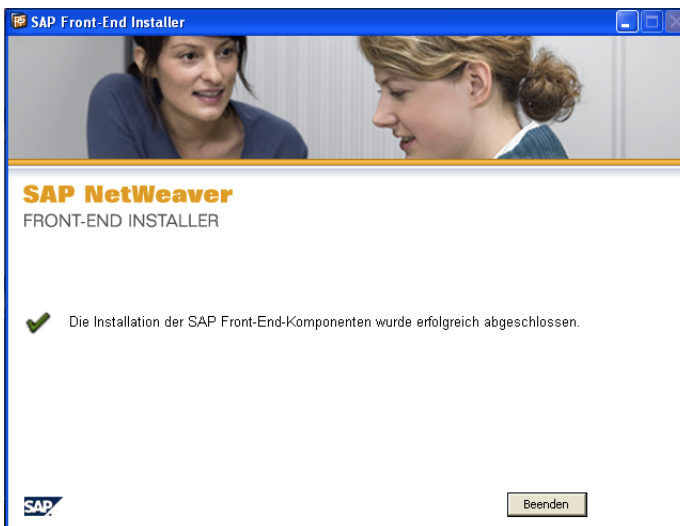 SAP Front-End Installer
SAP NetWeaver
FRONT-END INSTALLER
Die Installation der SAP Front-End-Komponenten wurde erfolgreich abgeschlossen.
SAP
Beenden